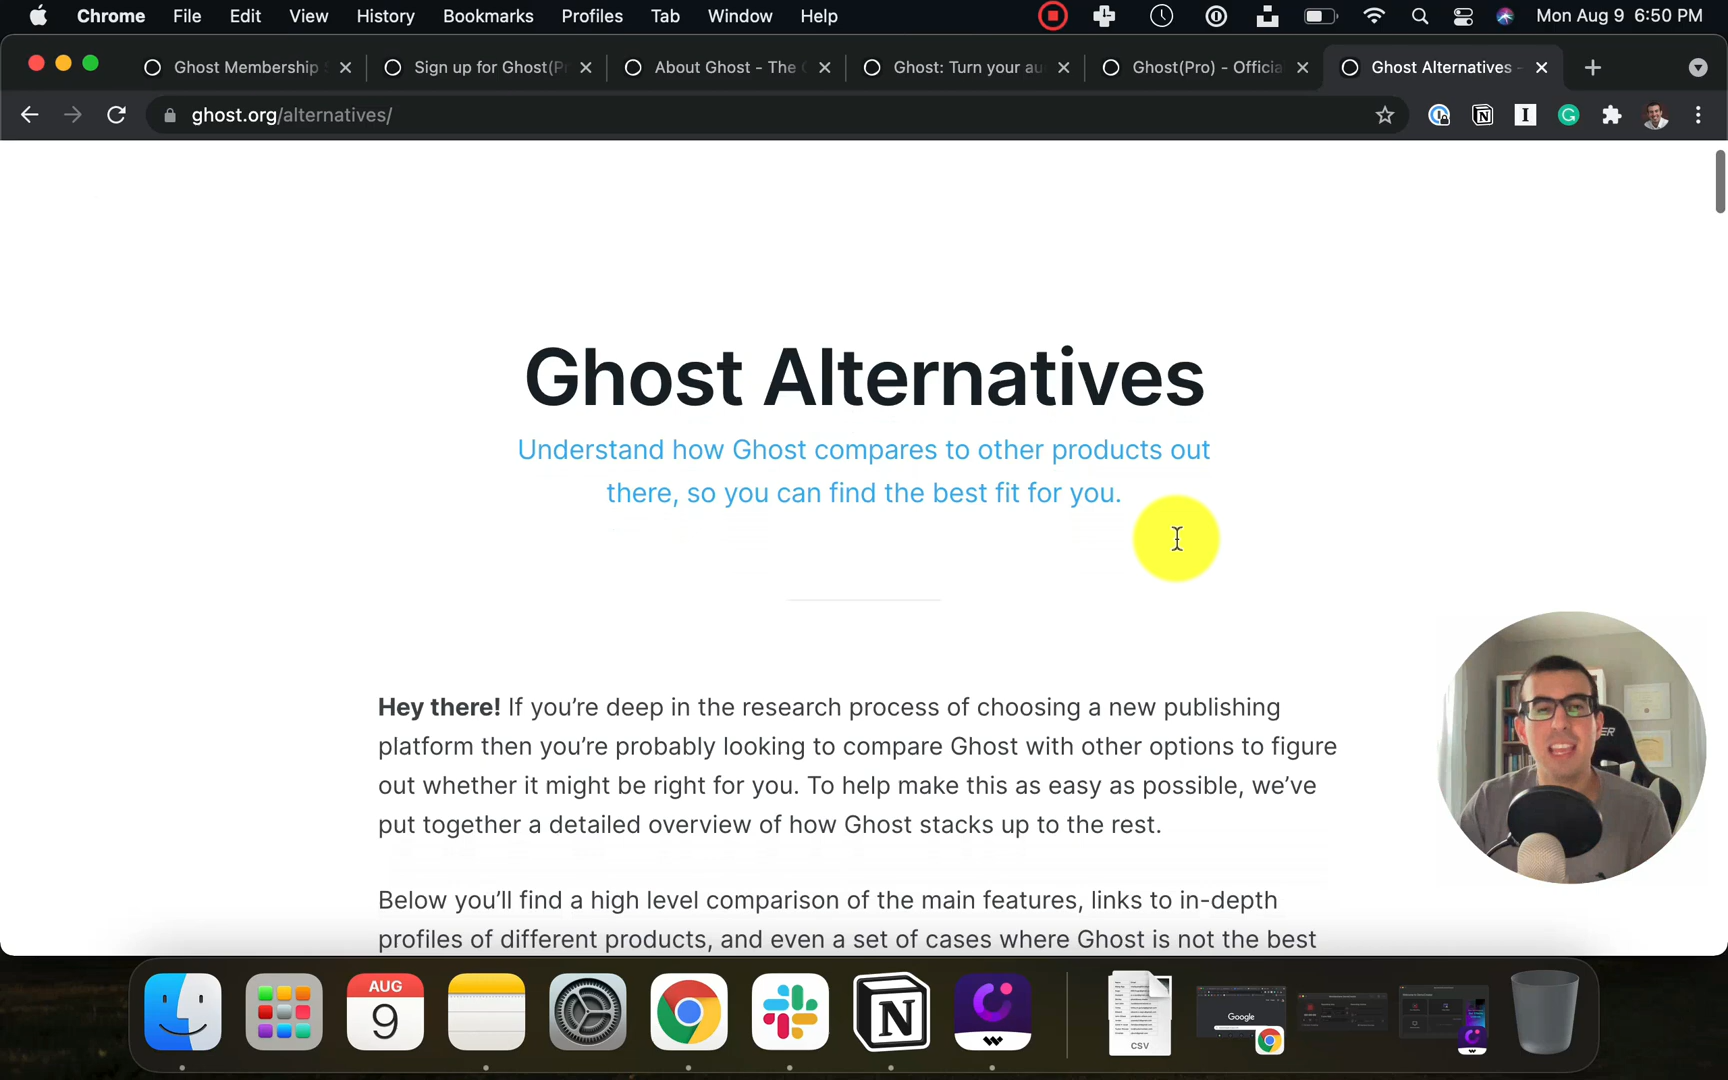 Chrome File Edit View History Bookmarks Profiles Tab Window Help Mon Aug 9 6:50 PM
Ghost Membership Sign up for Ghost(P About Ghost - The Ghost: Turn your au Ghost(Pro) - Officia Ghost Alternatives -
ghost.org/alternatives/
Ghost Alternatives
Understand how Ghost compares to other products out
there, so you can find the best fit for you.
Hey there! If you’re deep in the research process of choosing a new publishing
platform then you’re probably looking to compare Ghost with other options to figure
out whether it might be right for you. To help make this as easy as possible, we’ve
put together a detailed overview of how Ghost stacks up to the rest.
Below you’ll find a high level comparison of the main features, links to in-depth
profiles of different products, and even a set of cases where Ghost is not the best
AUG
9
CSV
Google